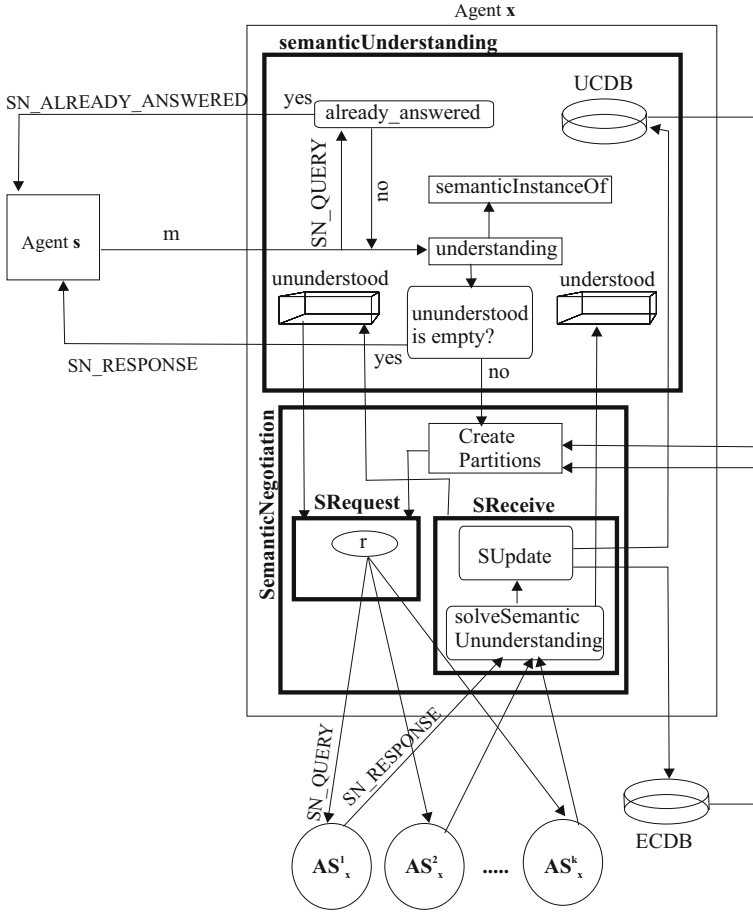 Agent x
semanticUnderstanding
SN_ALREADY_ANSWERED
yes
already_answered
UCDB
SN_QUERY
no
semanticInstanceOf
Agent s
m
understanding
ununderstood
understood
ununderstood
is empty?
yes
SN_RESPONSE
no
SemanticNegotiation
Create
Partitions
SRequest
SReceive
r
SUpdate
solveSemantic
Ununderstanding
SN_QUERY
SN_RESPONSE
ECDB
AS¹ₓ
AS²ₓ
.....
ASᵏₓ